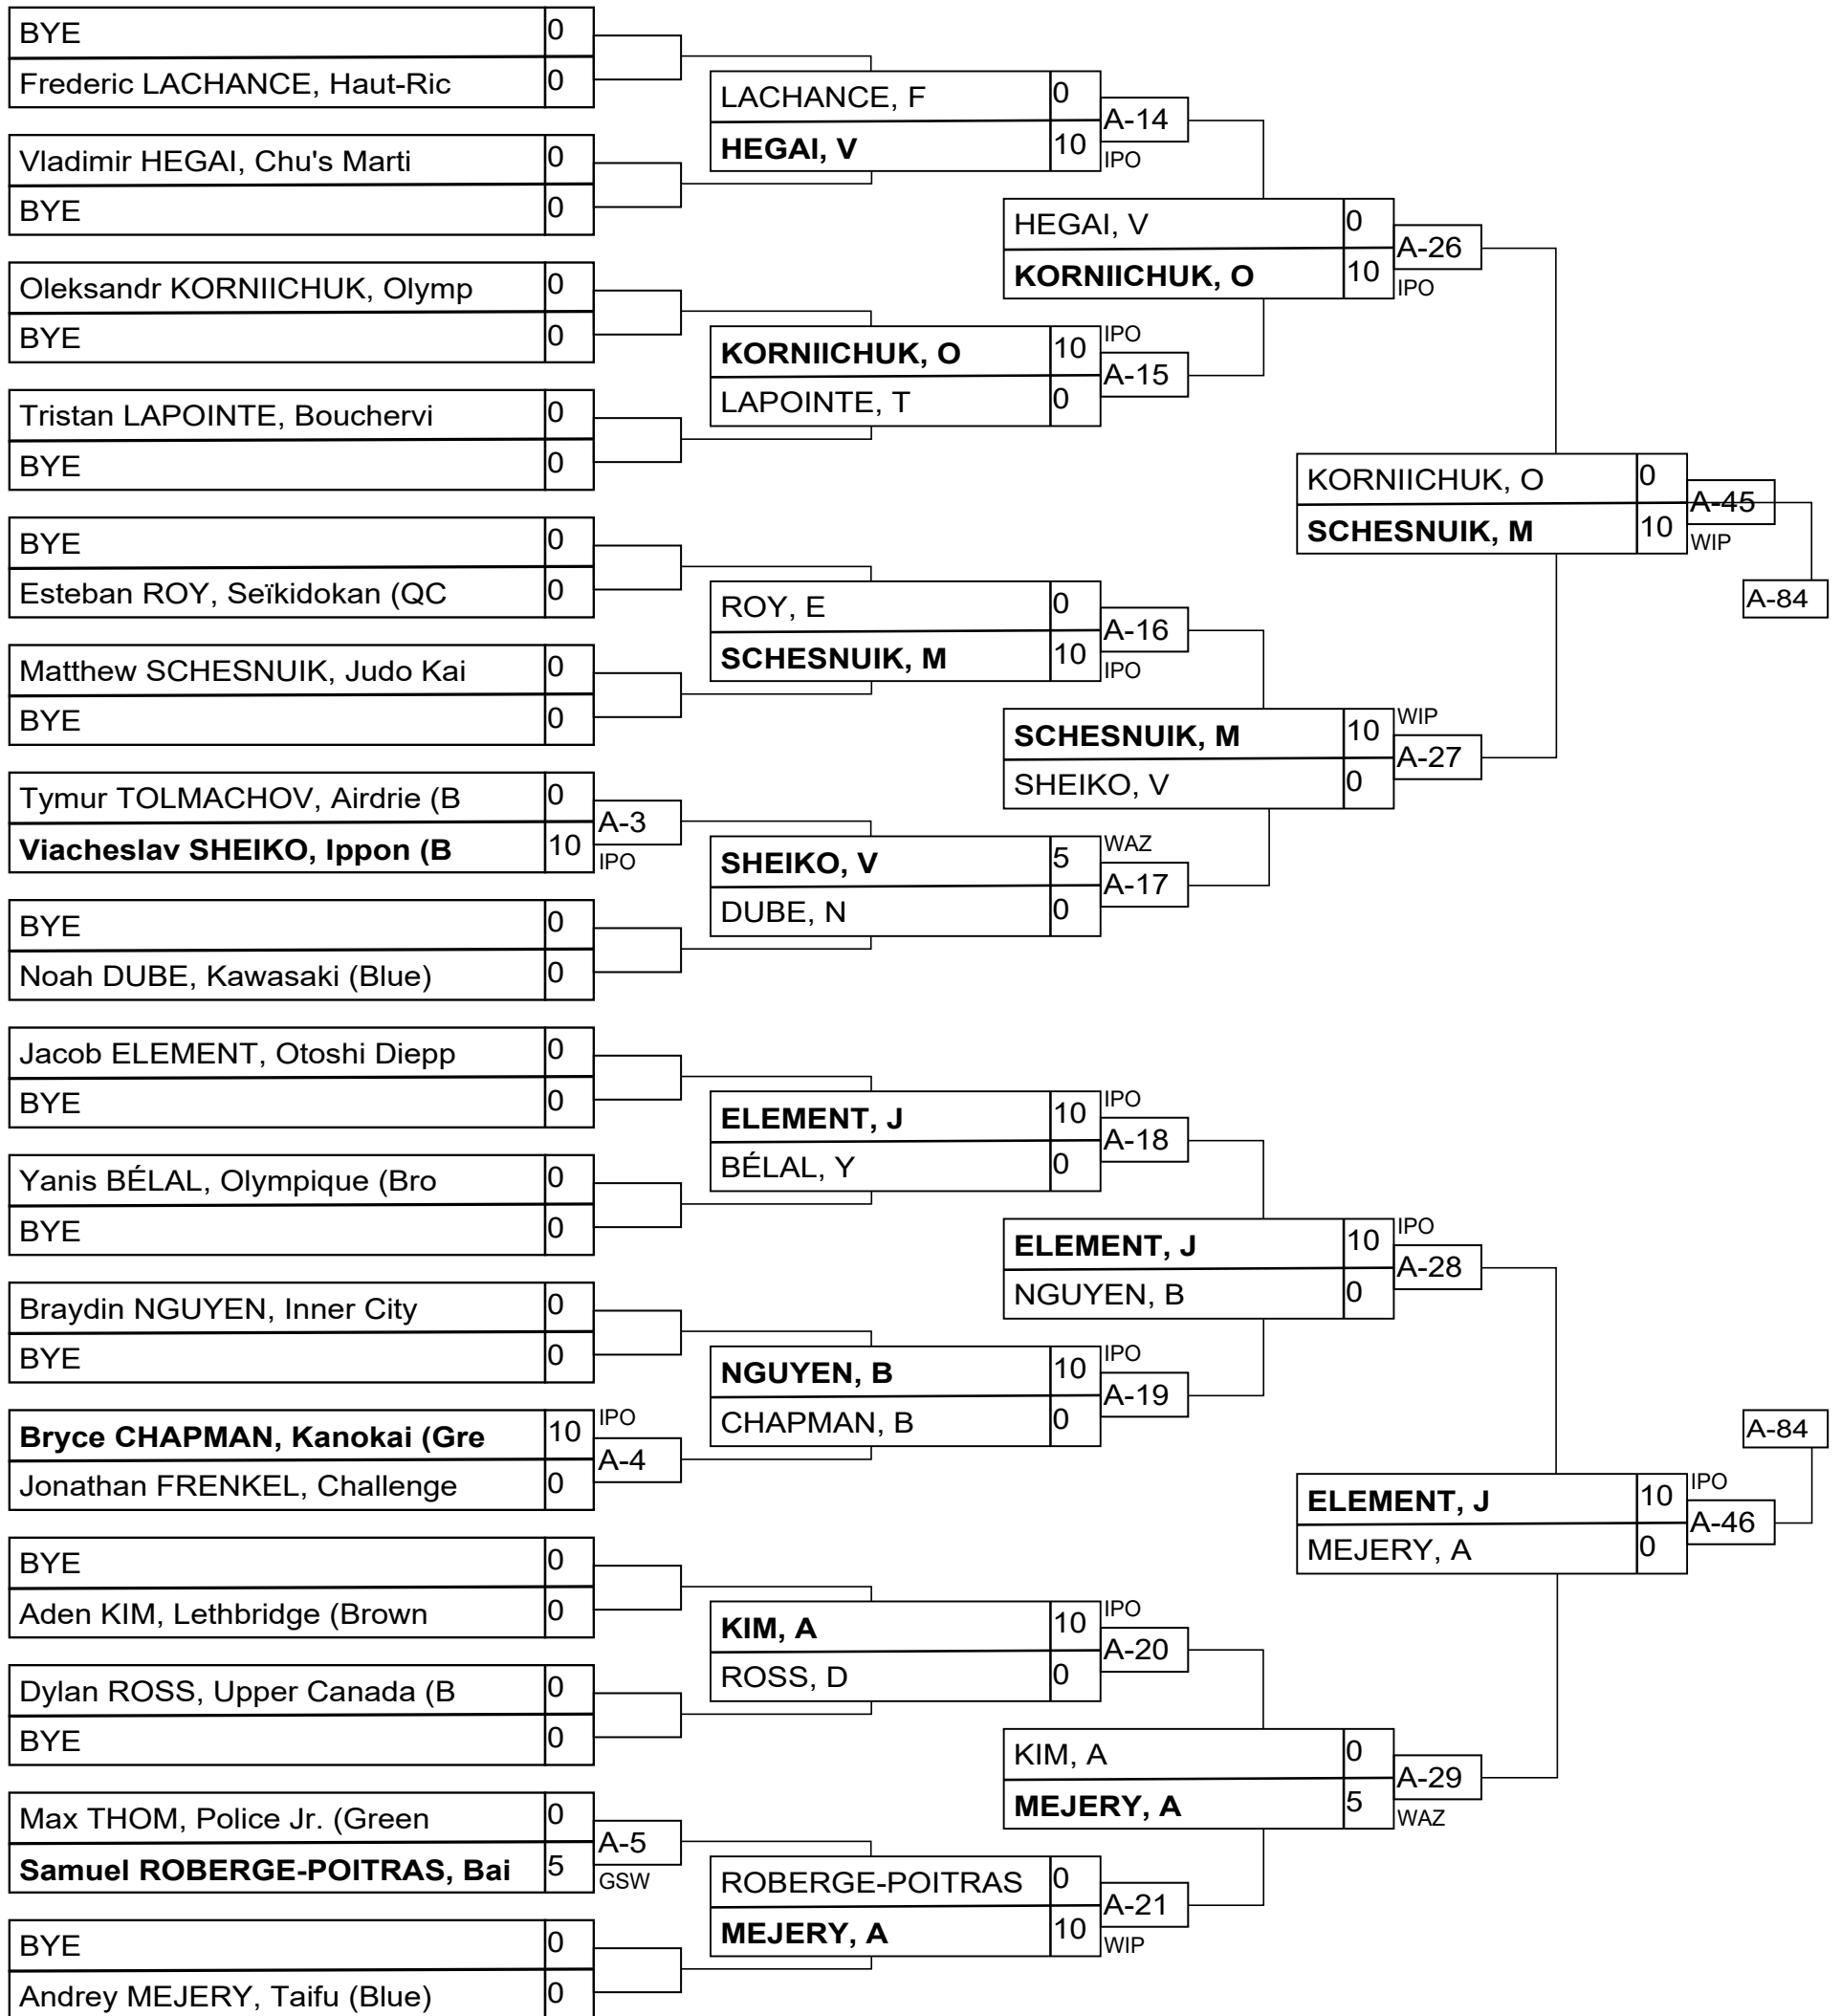 BYE 0
Frederic LACHANCE, Haut-Ric 0
Vladimir HEGAI, Chu's Marti 0
BYE 0
Oleksandr KORNIICHUK, Olymp 0
BYE 0
Tristan LAPOINTE, Bouchervi 0
BYE 0
BYE 0
Esteban ROY, Seïkidokan (QC 0
Matthew SCHESNUIK, Judo Kai 0
BYE 0
Tymur TOLMACHOV, Airdrie (B 0
A-3
Viacheslav SHEIKO, Ippon (B 10
IPO
BYE 0
Noah DUBE, Kawasaki (Blue) 0
Jacob ELEMENT, Otoshi Diepp 0
BYE 0
Yanis BÉLAL, Olympique (Bro 0
BYE 0
Braydin NGUYEN, Inner City 0
BYE 0
IPO
Bryce CHAPMAN, Kanokai (Gre 10
A-4
Jonathan FRENKEL, Challenge 0
BYE 0
Aden KIM, Lethbridge (Brown 0
Dylan ROSS, Upper Canada (B 0
BYE 0
Max THOM, Police Jr. (Green 0
A-5
Samuel ROBERGE-POITRAS, Bai 5
GSW
BYE 0
Andrey MEJERY, Taifu (Blue) 0
LACHANCE, F 0
A-14
HEGAI, V 10
IPO
IPO
KORNIICHUK, O 10
A-15
LAPOINTE, T 0
ROY, E 0
A-16
SCHESNUIK, M 10
IPO
WAZ
SHEIKO, V 5
A-17
DUBE, N 0
IPO
ELEMENT, J 10
A-18
BÉLAL, Y 0
IPO
NGUYEN, B 10
A-19
CHAPMAN, B 0
IPO
KIM, A 10
A-20
ROSS, D 0
ROBERGE-POITRAS 0
A-21
MEJERY, A 10
WIP
HEGAI, V 0
A-26
KORNIICHUK, O 10
IPO
WIP
SCHESNUIK, M 10
A-27
SHEIKO, V 0
IPO
ELEMENT, J 10
A-28
NGUYEN, B 0
KIM, A 0
A-29
MEJERY, A 5
WAZ
KORNIICHUK, O 0
A-45
SCHESNUIK, M 10
WIP
A-84
A-84
IPO
ELEMENT, J 10
A-46
MEJERY, A 0